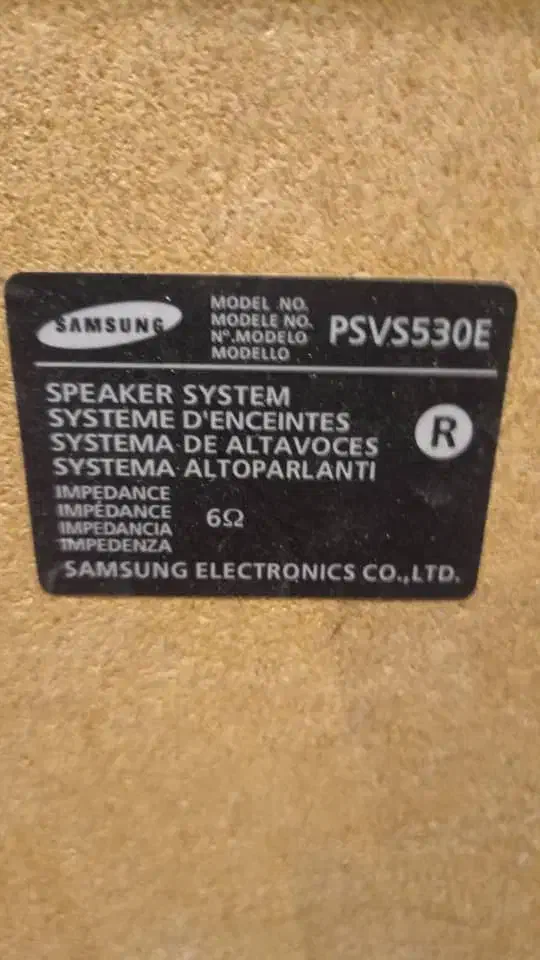 SAMSUNG
MODEL NO.
MODELE NO.
Nº.MODELO
MODELLO
PSVS530E
SPEAKER SYSTEM
SYSTEME D'ENCEINTES
SYSTEMA DE ALTAVOCES
SYSTEMA ALTOPARLANTI
R
IMPEDANCE
IMPÉDANCE
IMPEDANCIA
IMPEDENZA
6Ω
SAMSUNG ELECTRONICS CO.,LTD.